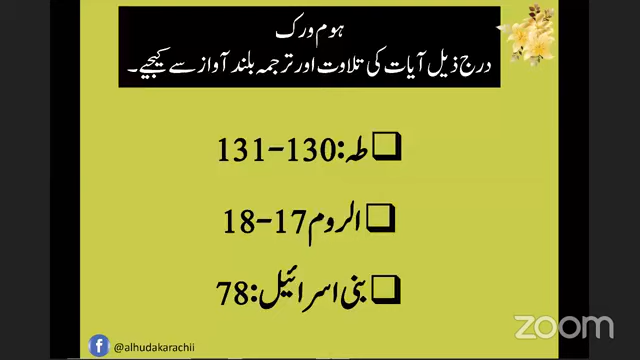 ہوم ورک
درج ذیل آیات کی تلاوت اور ترجمہ بلند آواز سے کیجیے۔
طہ:130-131
الروم 17-18
بنی اسرائیل:78
@alhudakarachii
zoom